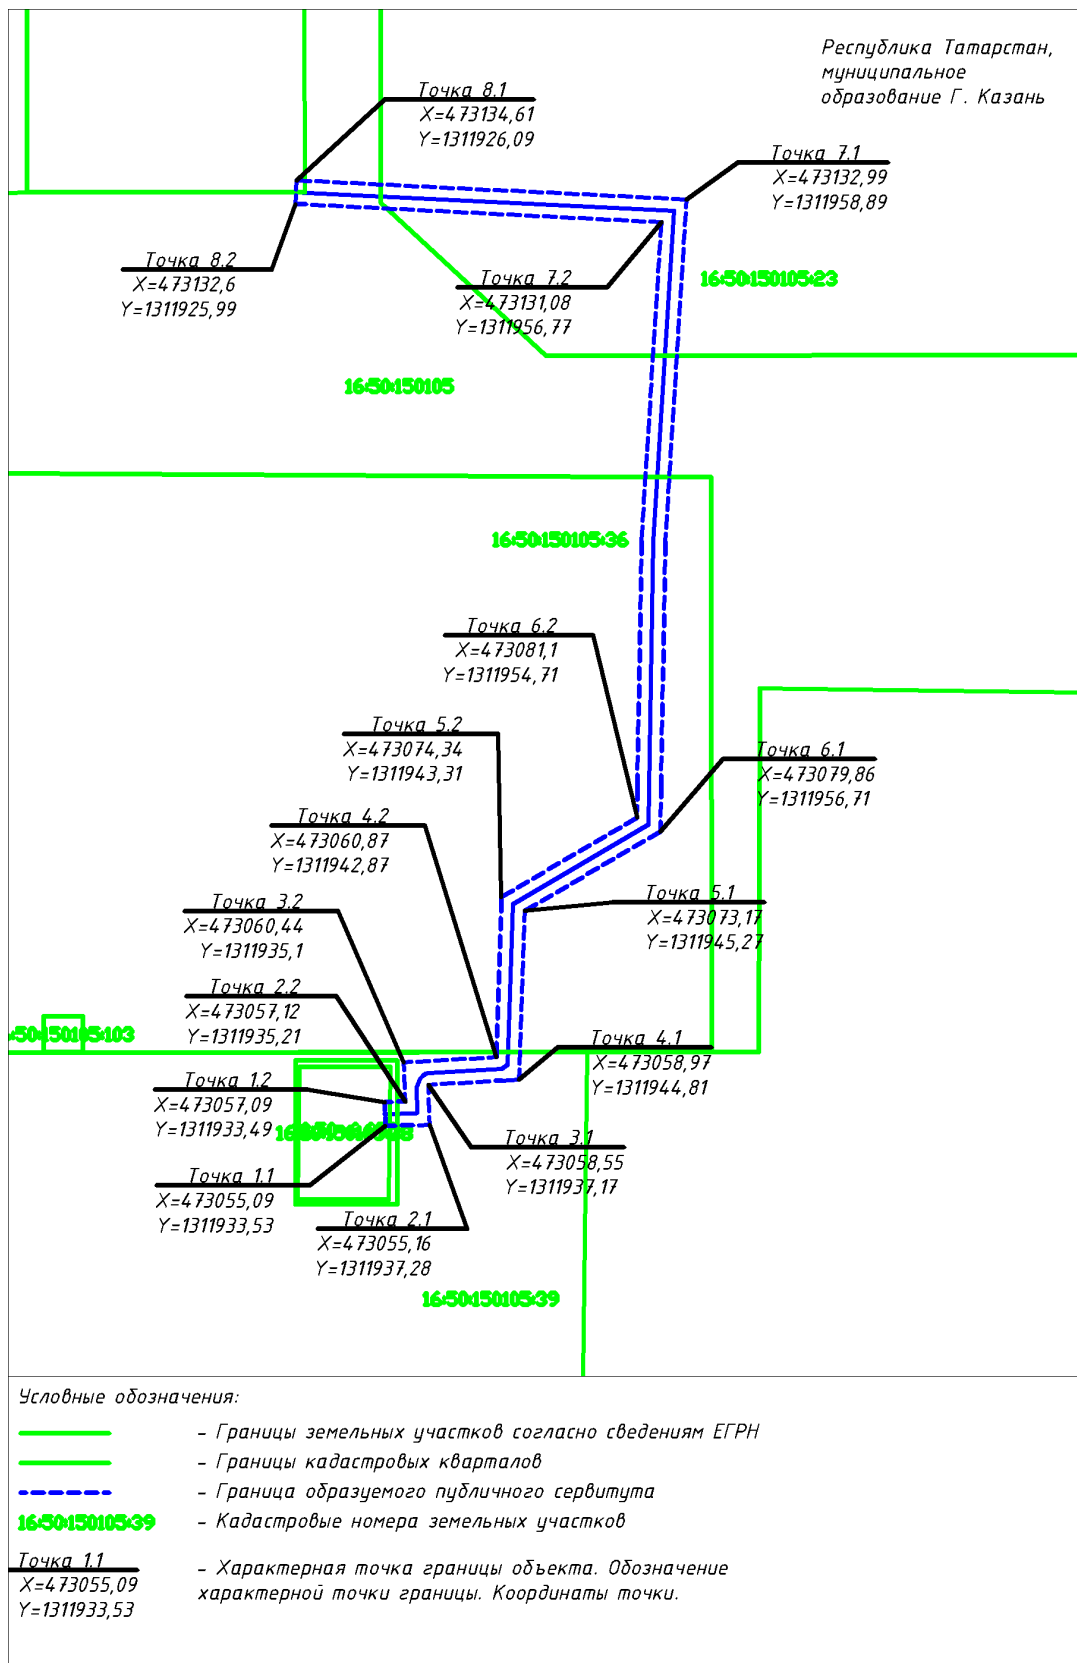 Республика Татарстан,
муниципальное
образование Г. Казань
Точка 8.1
X=473134,61
Y=1311926,09
Точка 7.1
X=473132,99
Y=1311958,89
Точка 8.2
X=473132,6
Y=1311925,99
Точка 7.2
X=473131,08
Y=1311956,77
16:50:150105:23
16:50:150105
16:50:150105:36
Точка 6.2
X=473081,1
Y=1311954,71
Точка 5.2
X=473074,34
Y=1311943,31
Точка 6.1
X=473079,86
Y=1311956,71
Точка 4.2
X=473060,87
Y=1311942,87
Точка 5.1
X=473073,17
Y=1311945,27
Точка 3.2
X=473060,44
Y=1311935,1
Точка 2.2
X=473057,12
Y=1311935,21
:50:150105:103
Точка 4.1
X=473058,97
Y=1311944,81
Точка 1.2
X=473057,09
Y=1311933,49
Точка 3.1
X=473058,55
Y=1311937,17
Точка 1.1
X=473055,09
Y=1311933,53
Точка 2.1
X=473055,16
Y=1311937,28
16:50:150105:39
Условные обозначения:
- Границы земельных участков согласно сведениям ЕГРН
- Границы кадастровых кварталов
- Граница образуемого публичного сервитута
16:50:150105:39 - Кадастровые номера земельных участков
Точка 1.1
X=473055,09
Y=1311933,53
- Характерная точка границы объекта. Обозначение
характерной точки границы. Координаты точки.